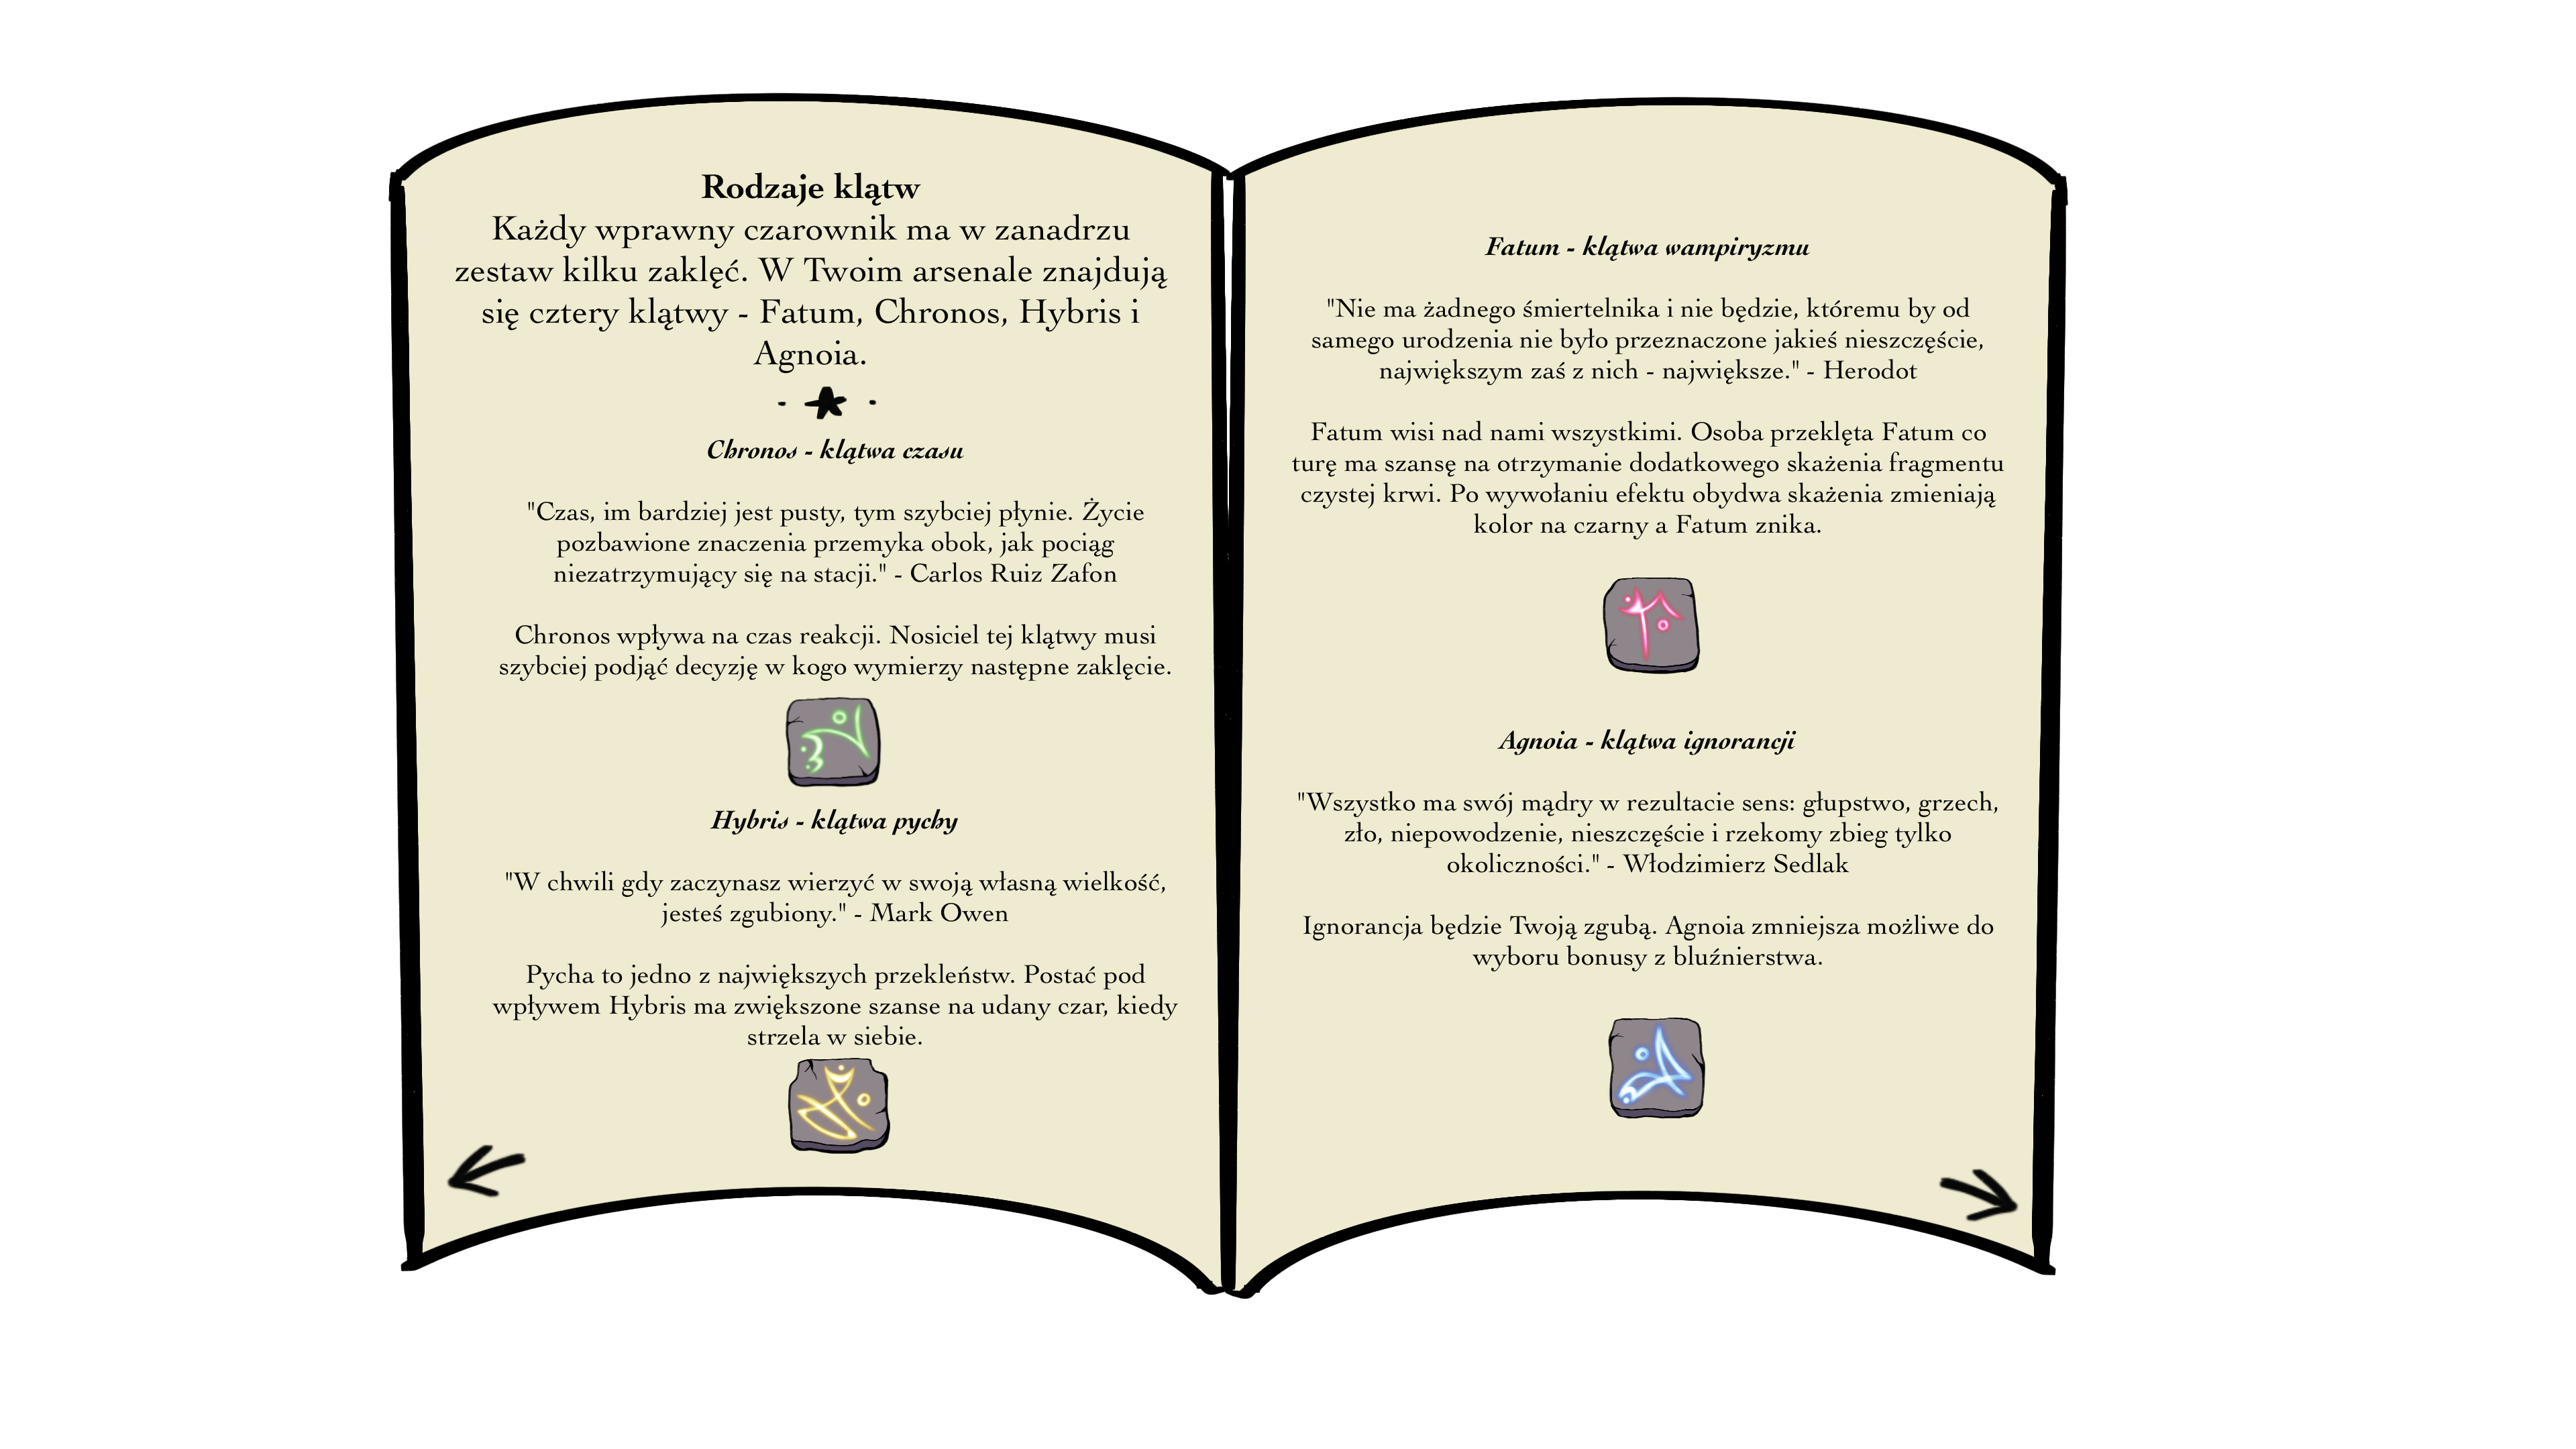 Rodzaje klątw
Każdy wprawny czarownik ma w zanadrzu
zestaw kilku zaklęć. W Twoim arsenale znajdują
się cztery klątwy - Fatum, Chronos, Hybris i
Agnoia.
Chronos - klątwa czasu
"Czas, im bardziej jest pusty, tym szybciej płynie. Życie
pozbawione znaczenia przemyka obok, jak pociąg
niezatrzymujący się na stacji." - Carlos Ruiz Zafon
Chronos wpływa na czas reakcji. Nosiciel tej klątwy musi
szybciej podjąć decyzję w kogo wymierzy następne zaklęcie.
Hybris - klątwa pychy
"W chwili gdy zaczynasz wierzyć w swoją własną wielkość,
jesteś zgubiony." - Mark Owen
Pycha to jedno z największych przekleństw. Postać pod
wpływem Hybris ma zwiększone szanse na udany czar, kiedy
strzela w siebie.
Fatum - klątwa wampiryzmu
"Nie ma żadnego śmiertelnika i nie będzie, któremu by od
samego urodzenia nie było przeznaczone jakieś nieszczęście,
największym zaś z nich - największe." - Herodot
Fatum wisi nad nami wszystkimi. Osoba przeklęta Fatum co
turę ma szansę na otrzymanie dodatkowego skażenia fragmentu
czystej krwi. Po wywołaniu efektu obydwa skażenia zmieniają
kolor na czarny a Fatum znika.
Agnoia - klątwa ignorancji
"Wszystko ma swój mądry w rezultacie sens: głupstwo, grzech,
zło, niepowodzenie, nieszczęście i rzekomy zbieg tylko
okoliczności." - Włodzimierz Sedlak
Ignorancja będzie Twoją zgubą. Agnoia zmniejsza możliwe do
wyboru bonusy z bluźnierstwa.